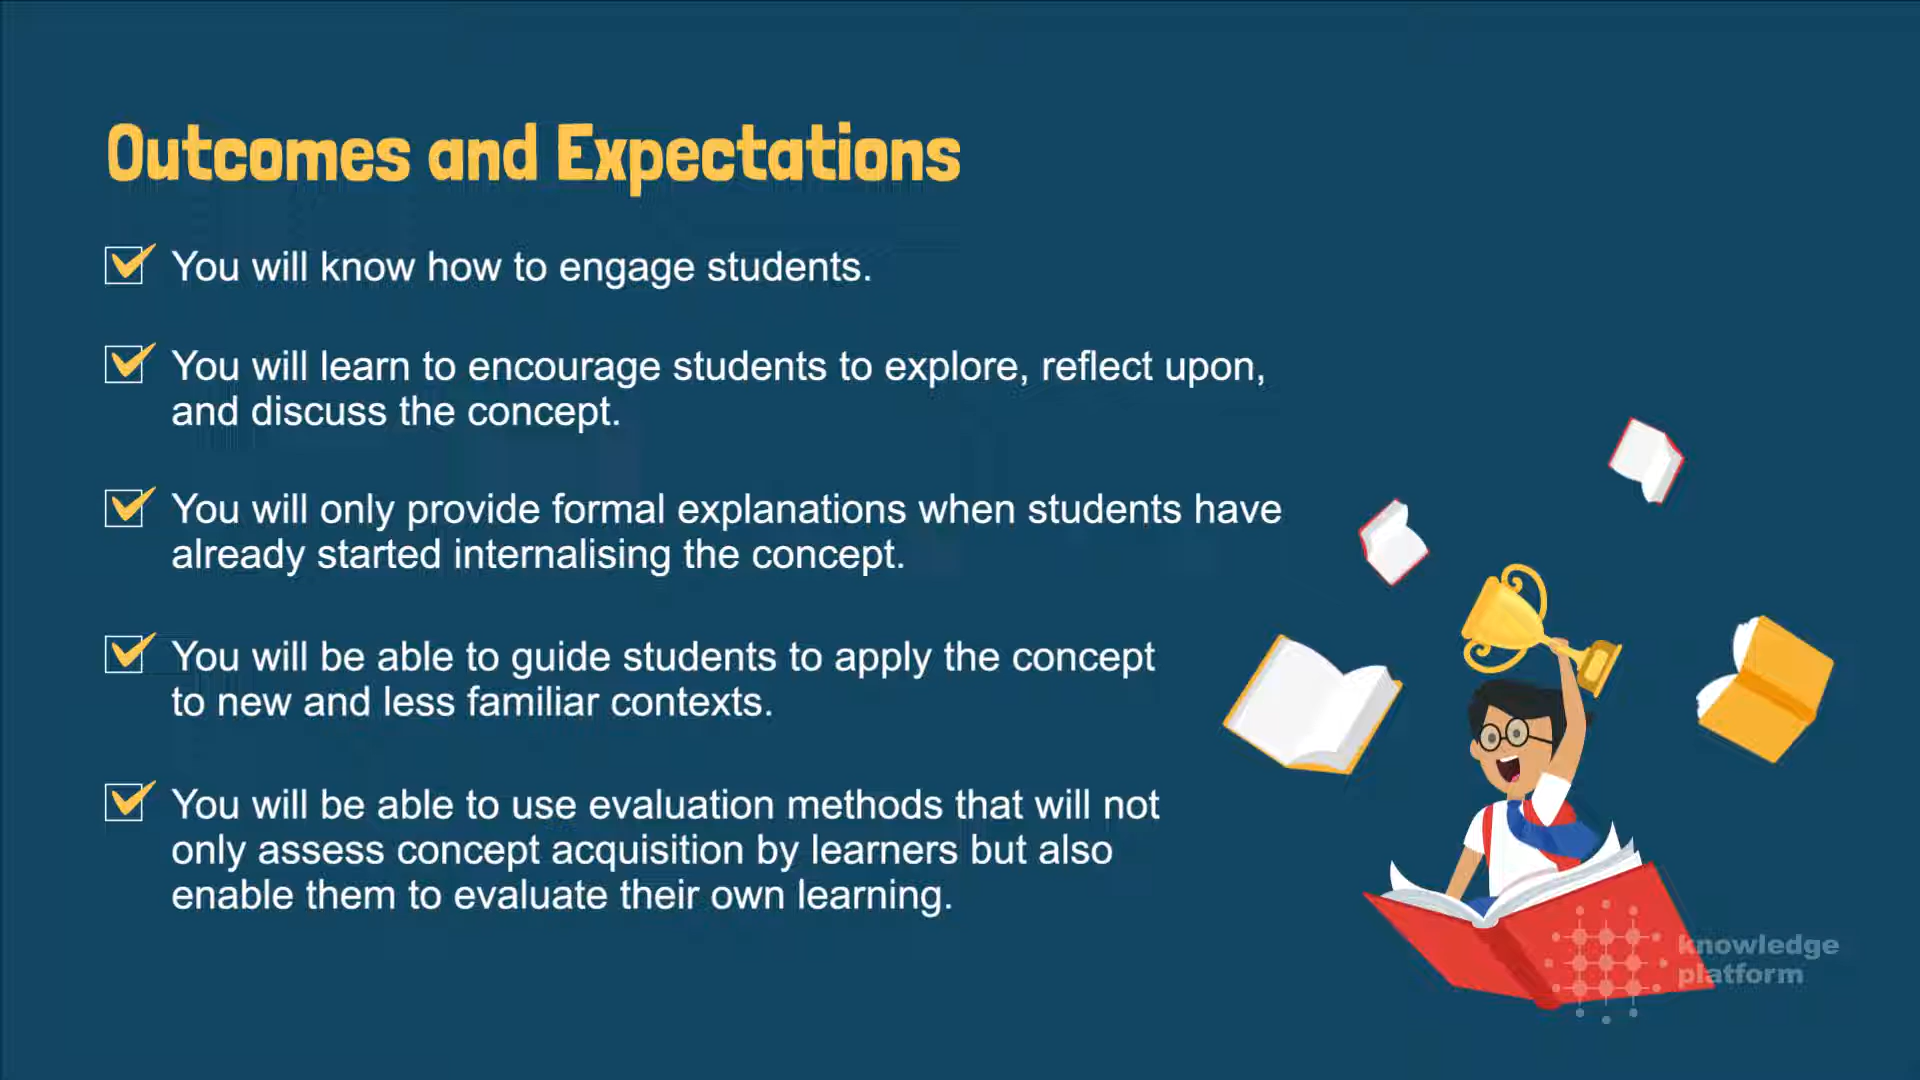 Outcomes and Expectations
You will know how to engage students.
You will learn to encourage students to explore, reflect upon,
and discuss the concept.
You will only provide formal explanations when students have
already started internalising the concept.
You will be able to guide students to apply the concept
to new and less familiar contexts.
You will be able to use evaluation methods that will not
only assess concept acquisition by learners but also
enable them to evaluate their own learning.
knowledge
platform